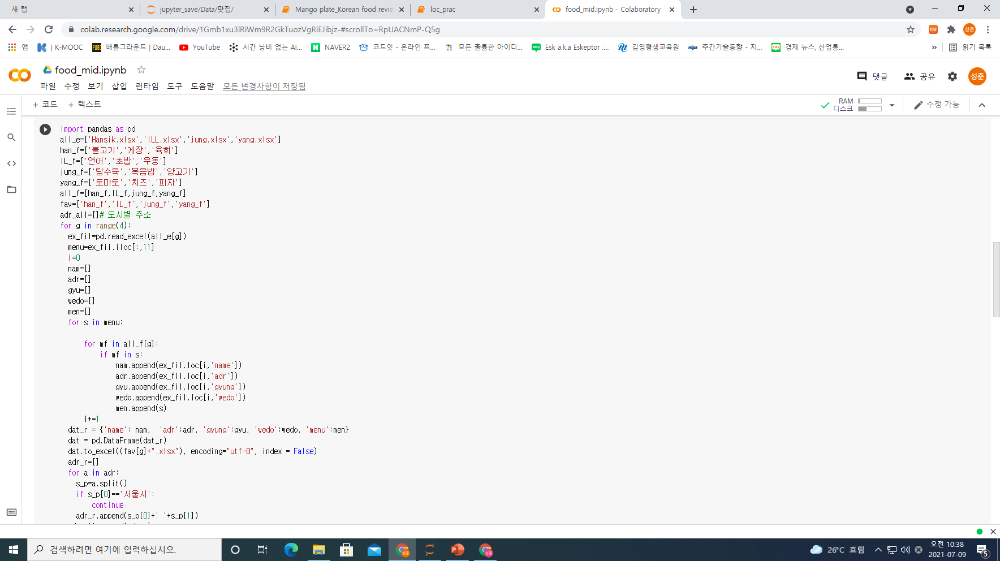 새 탭
jupyter_save/Data/맛집/
Mango plate_Korean food revie
loc_prac
food_mid.ipynb - Colaboratory
colab.research.google.com/drive/1Gmb1xu3lRiWm9R2GkTuozVgRiEJibjz-#scrollTo=RpUACNmP-Q5g
성준
앱
| K-MOOC
배틀그라운드 | Dau...
YouTube
시간 낭비 없는 AI...
NAVER2
코드잇 - 온라인 프...
모든 훌륭한 아이디...
Esk a.k.a Eskeptor :...
김영평생교육원
주간기술동향 - 지...
경제 뉴스, 산업통...
»
읽기 목록
food_mid.ipynb
댓글
공유
성준
파일 수정 보기 삽입 런타임 도구 도움말 모든 변경사항이 저장됨
+ 코드 + 텍스트
RAM
디스크
수정 가능
import pandas as pd
all_e=['Hansik.xlsx','ILL.xlsx','jung.xlsx','yang.xlsx']
han_f=['불고기','게장','육회']
IL_f=['연어','초밥','우동']
jung_f=['탕수육','볶음밥','양고기']
yang_f=['토마토','치즈','피자']
all_f=[han_f,IL_f,jung_f,yang_f]
fav=['han_f','IL_f','jung_f','yang_f']
adr_all=[]# 도시별 주소
for g in range(4):
ex_fil=pd.read_excel(all_e[g])
menu=ex_fil.iloc[:,11]
i=0
nam=[]
adr=[]
gyu=[]
wedo=[]
men=[]
for s in menu:
for mf in all_f[g]:
if mf in s:
nam.append(ex_fil.loc[i,'name'])
adr.append(ex_fil.loc[i,'adr'])
gyu.append(ex_fil.loc[i,'gyung'])
wedo.append(ex_fil.loc[i,'wedo'])
men.append(s)
i+=1
dat_r = {'name': nam, 'adr':adr, 'gyung':gyu, 'wedo':wedo, 'menu':men}
dat = pd.DataFrame(dat_r)
dat.to_excel((fav[g]+".xlsx"), encoding="utf-8", index = False)
adr_r=[]
for a in adr:
s_p=a.split()
if s_p[0]=='서울시':
continue
adr_r.append(s_p[0]+' '+s_p[1])
검색하려면 여기에 입력하십시오.
26°C 흐림
오전 10:38
2021-07-09
5